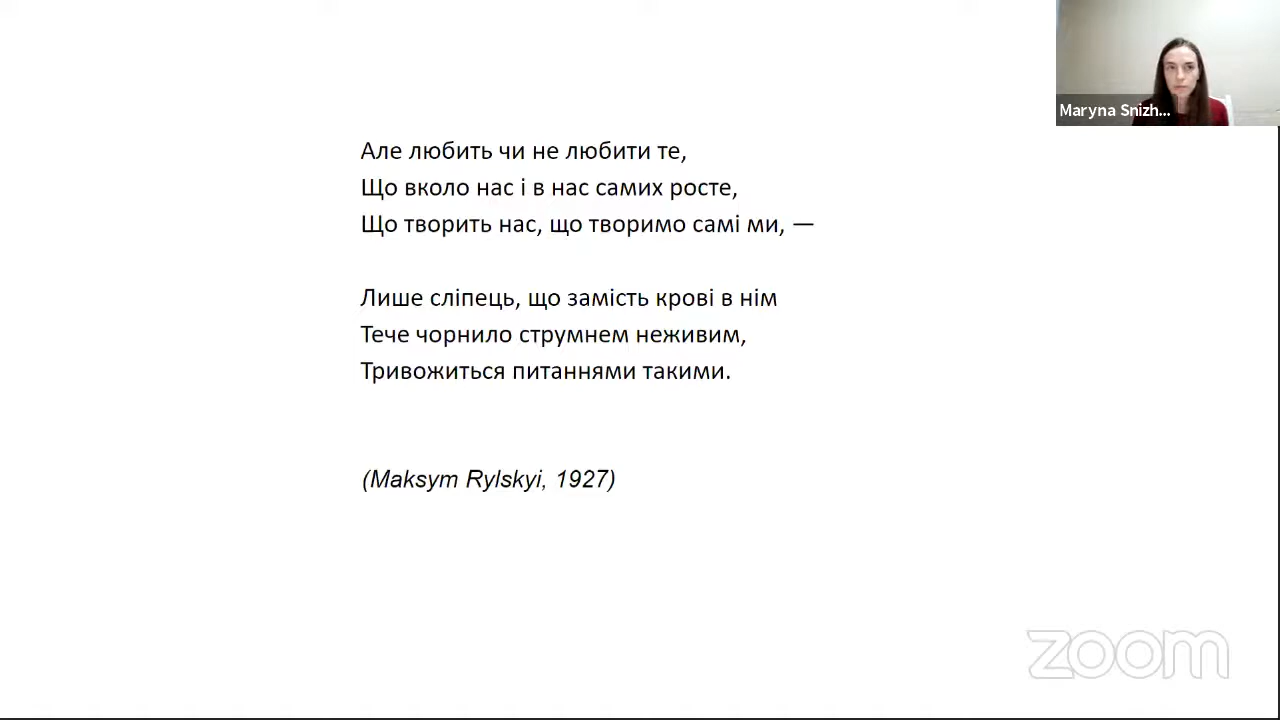 Maryna Snizh...
Але любить чи не любити те,
Що вколо нас і в нас самих росте,
Що творить нас, що творимо самі ми, —
Лише сліпець, що замість крові в нім
Тече чорнило струмнем неживим,
Тривожиться питаннями такими.
(Maksym Rylskyi, 1927)
zoom